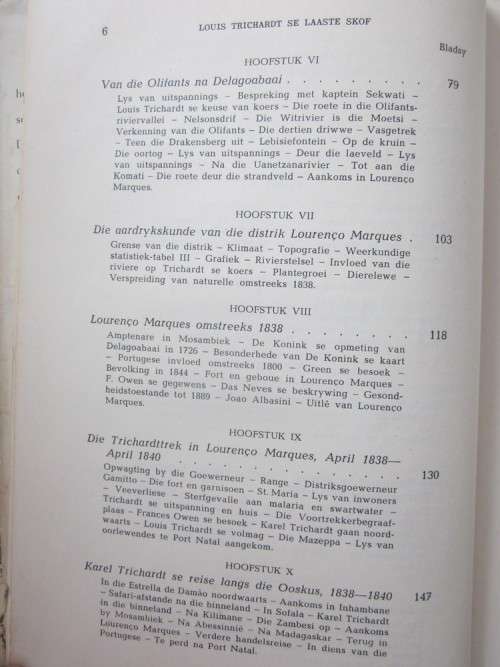 6
LOUIS TRICHARDT SE LAASTE SKOF
Bladsy
HOOFSTUK VI
Van die Olifants na Delagoabaai . . . . . . . . . 79
Lys van uitspannings – Bespreking met kaptein Sekwati –
Louis Trichardt se keuse van koers – Die roete in die Olifants-
riviervallei – Nelsonsdrif – Die Witrivier is die Moetsi –
Verkenning van die Olifants – Die dertien driwwe – Vasgetrek
– Teen die Drakensberg uit – Lebisiefontein – Op de kruin –
Die oortog – Lys van uitspannings – Deur die laeveld – Lys
van uitspannings – Na die Uanetzanarivier – Tot aan die
Komati – Die roete deur die strandveld – Aankoms in Lourenço
Marques.
HOOFSTUK VII
Die aardrykskunde van die distrik Lourenço Marques . 103
Grense van die distrik – Klimaat – Topografie – Weerkundige
statistiek-tabel III – Grafiek – Rivierstelsel – Invloed van die
riviere op Trichardt se koers – Plantegroei – Dierelewe –
Verspreiding van naturelle omstreeks 1838.
HOOFSTUK VIII
Lourenço Marques omstreeks 1838 . . . . . . . . 118
Amptenare in Mosambiek – De Konink se opmeting van
Delagoabaai in 1726 – Besonderhede van De Konink se kaart
– Portugese invloed omstreeks 1800 – Green se besoek –
Bevolking in 1844 – Fort en geboue in Lourenço Marques –
F. Owen se gegewens – Das Neves se beskrywing – Gesond-
heidstoestande tot 1889 – Joao Albasini – Uitlê van Lourenço
Marques.
HOOFSTUK IX
Die Trichardttrek in Lourenço Marques, April 1838—
April 1840 . . . . . . . . . . . . . . 130
Opwagting by die Goewerneur – Range – Distriksgoewerneur
Gamitto – Die fort en garnisoen – St. Maria – Lys van inwoners
– Veeverliese – Sterfgevalle aan malaria en swartwater –
Trichardt se uitspanning en huis – Die Voortrekkerbegraaf-
plaas – Frances Owen se besoek – Karel Trichardt gaan noord-
waarts – Louis Trichardt se volmag – Die Mazeppa – Lys van
oorlewendes te Port Natal aangekom.
HOOFSTUK X
Karel Trichardt se reise langs die Ooskus, 1838–1840 147
In die Estrella de Damão noordwaarts – Aankoms in Inhambane
– Safari-afstande na die binneland – In Sofala – Karel Trichardt
in die binneland – Na Kilimane – Die Zambesi op – Aankoms
by Mosambiek – Na Abessinnië – Na Madagaskar – Terug in
Lourenço Marques – Verdere handelsreise – In diens van die
Portugese – Te perd na Port Natal.